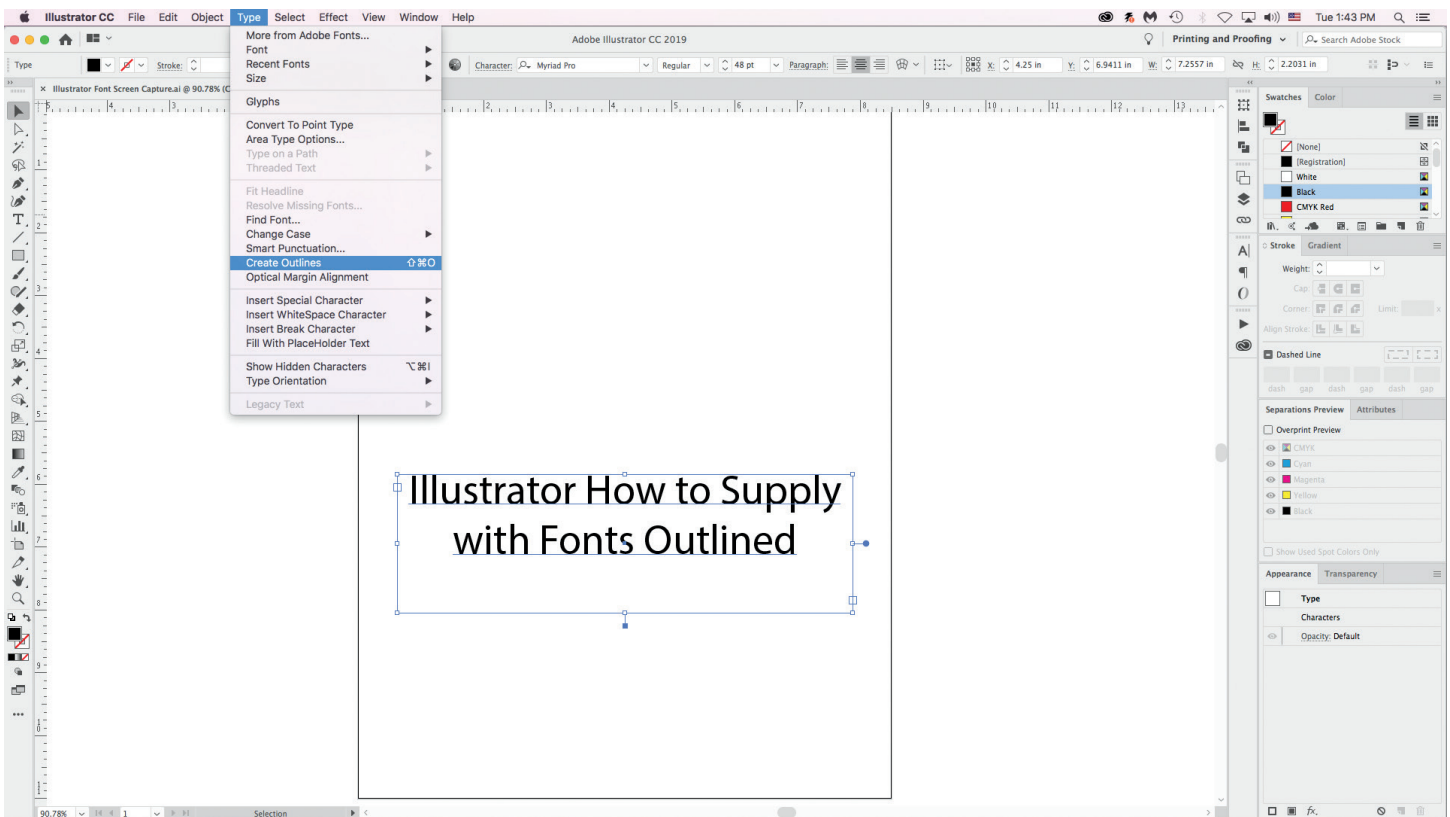 Illustrator CC File Edit Object Type Select Effect View Window Help Tue 1:43 PM
Adobe Illustrator CC 2019 Printing and Proofing Search Adobe Stock
Type Stroke: Character: Myriad Pro Regular 48 pt Paragraph: X: 4.25 in Y: 6.9411 in W: 7.2557 in H: 2.2031 in
× Illustrator Font Screen Capture.ai @ 90.78% (C
More from Adobe Fonts...
Font
Recent Fonts
Size
Glyphs
Convert To Point Type
Area Type Options...
Type on a Path
Threaded Text
Fit Headline
Resolve Missing Fonts...
Find Font...
Change Case
Smart Punctuation...
Create Outlines ⇧⌘O
Optical Margin Alignment
Insert Special Character
Insert WhiteSpace Character
Insert Break Character
Fill With PlaceHolder Text
Show Hidden Characters ⌥⌘I
Type Orientation
Legacy Text
Illustrator How to Supply
with Fonts Outlined
Swatches Color
[None]
[Registration]
White
Black
CMYK Red
Stroke Gradient
Weight:
Cap:
Corner: Limit: x
Align Stroke:
Dashed Line
dash gap dash gap dash gap
Separations Preview Attributes
Overprint Preview
CMYK
Cyan
Magenta
Yellow
Black
Show Used Spot Colors Only
Appearance Transparency
Type
Characters
Opacity: Default
fx.
90.78% 1 Selection